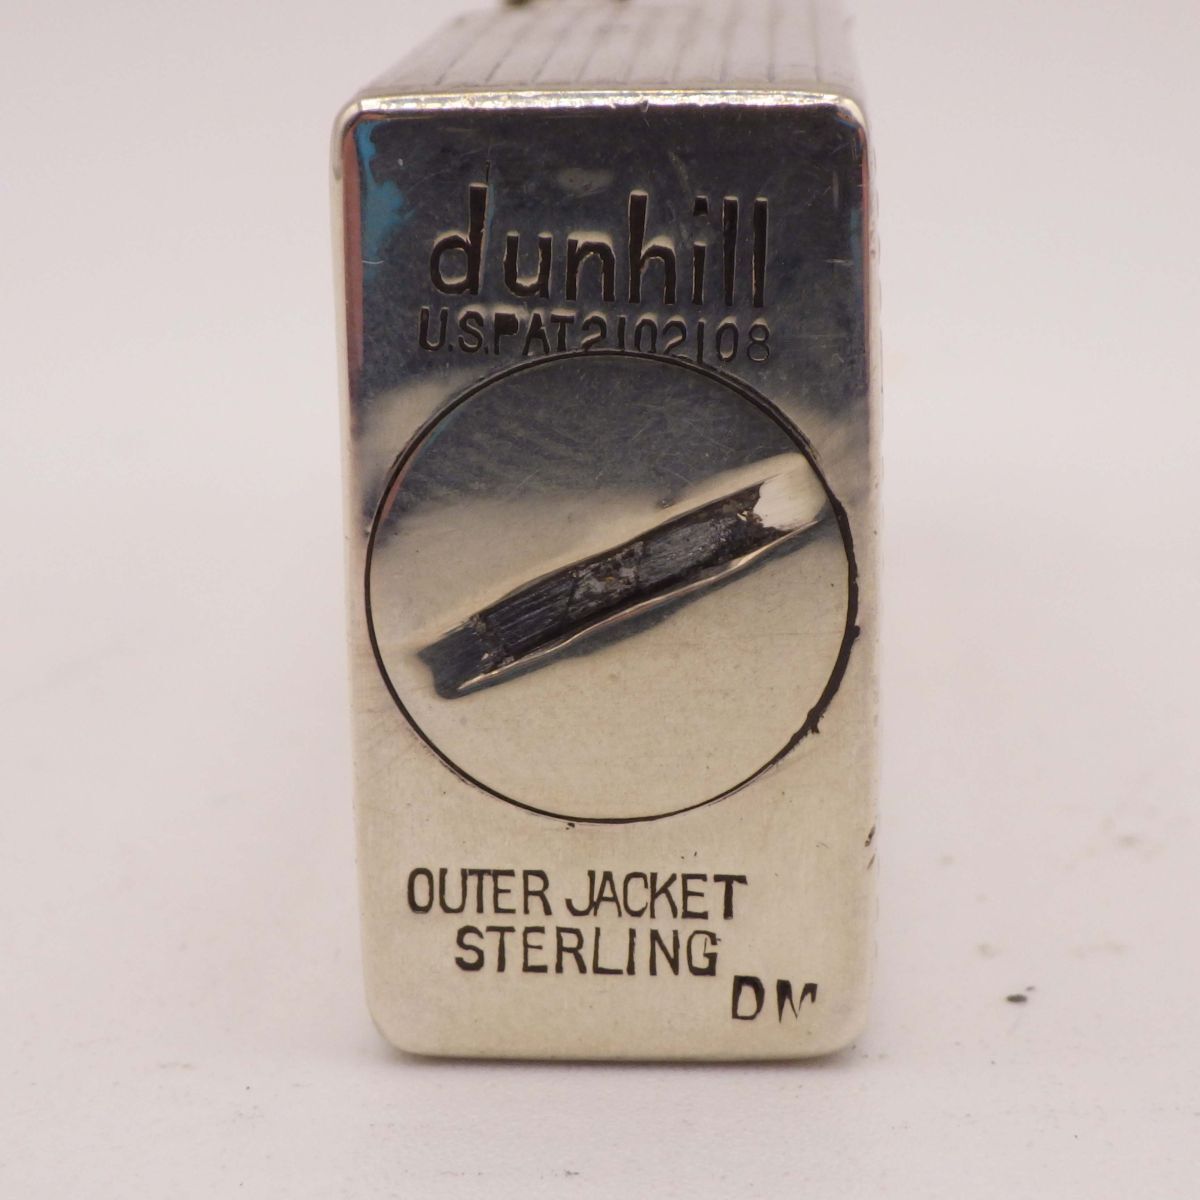 dunhill
U.S.PAT.2102108
OUTER JACKET
STERLING
DM